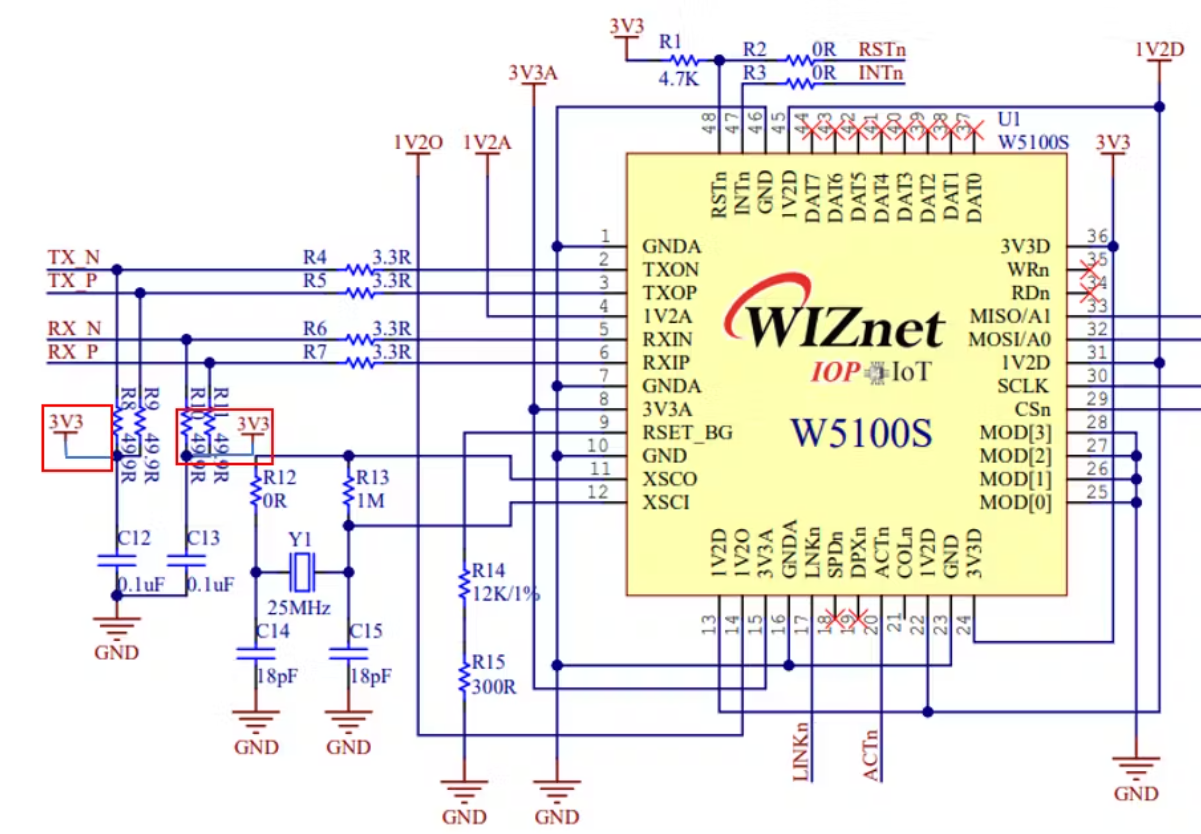 3V3
R1
4.7K
R2
0R
RSTn
R3
0R
INTn
1V2D
3V3A
1V2O
1V2A
48
47
46
45
44
43
42
41
40
39
38
37
U1
W5100S
3V3
RSTn
INTn
GND
1V2D
DAT7
DAT6
DAT5
DAT4
DAT3
DAT2
DAT1
DAT0
TX_N
R4
3.3R
TX_P
R5
3.3R
RX_N
R6
3.3R
RX_P
R7
3.3R
1 GNDA
2 TXON
3 TXOP
4 1V2A
5 RXIN
6 RXIP
7 GNDA
8 3V3A
9 RSET_BG
10 GND
11 XSCO
12 XSCI
3V3D 36
WRn 35
RDn 34
MISO/A1 33
MOSI/A0 32
1V2D 31
SCLK 30
CSn 29
MOD[3] 28
MOD[2] 27
MOD[1] 26
MOD[0] 25
WIZnet
IOP IoT
W5100S
3V3
R8
49.9R
R9
49.9R
R10
49.9R
R11
49.9R
3V3
R12
0R
R13
1M
C12
0.1uF
C13
0.1uF
Y1
25MHz
C14
18pF
C15
18pF
R14
12K/1%
R15
300R
1V2D
1V2O
3V3A
GNDA
LNKn
SPDn
DPXn
ACTn
COLn
1V2D
GND
3V3D
13
14
15
16
17
18
19
20
21
22
23
24
LINKn
ACTn
GND
GND
GND
GND
GND
GND